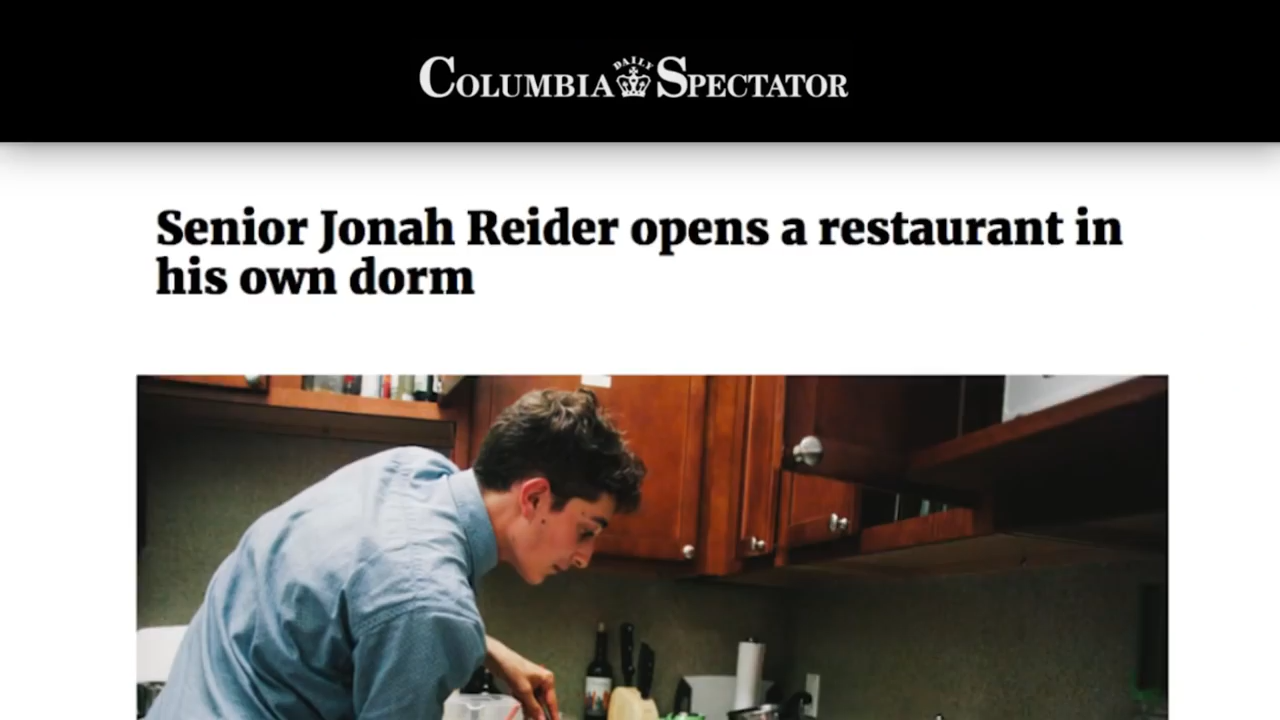 COLUMBIA DAILY SPECTATOR
Senior Jonah Reider opens a restaurant in
his own dorm